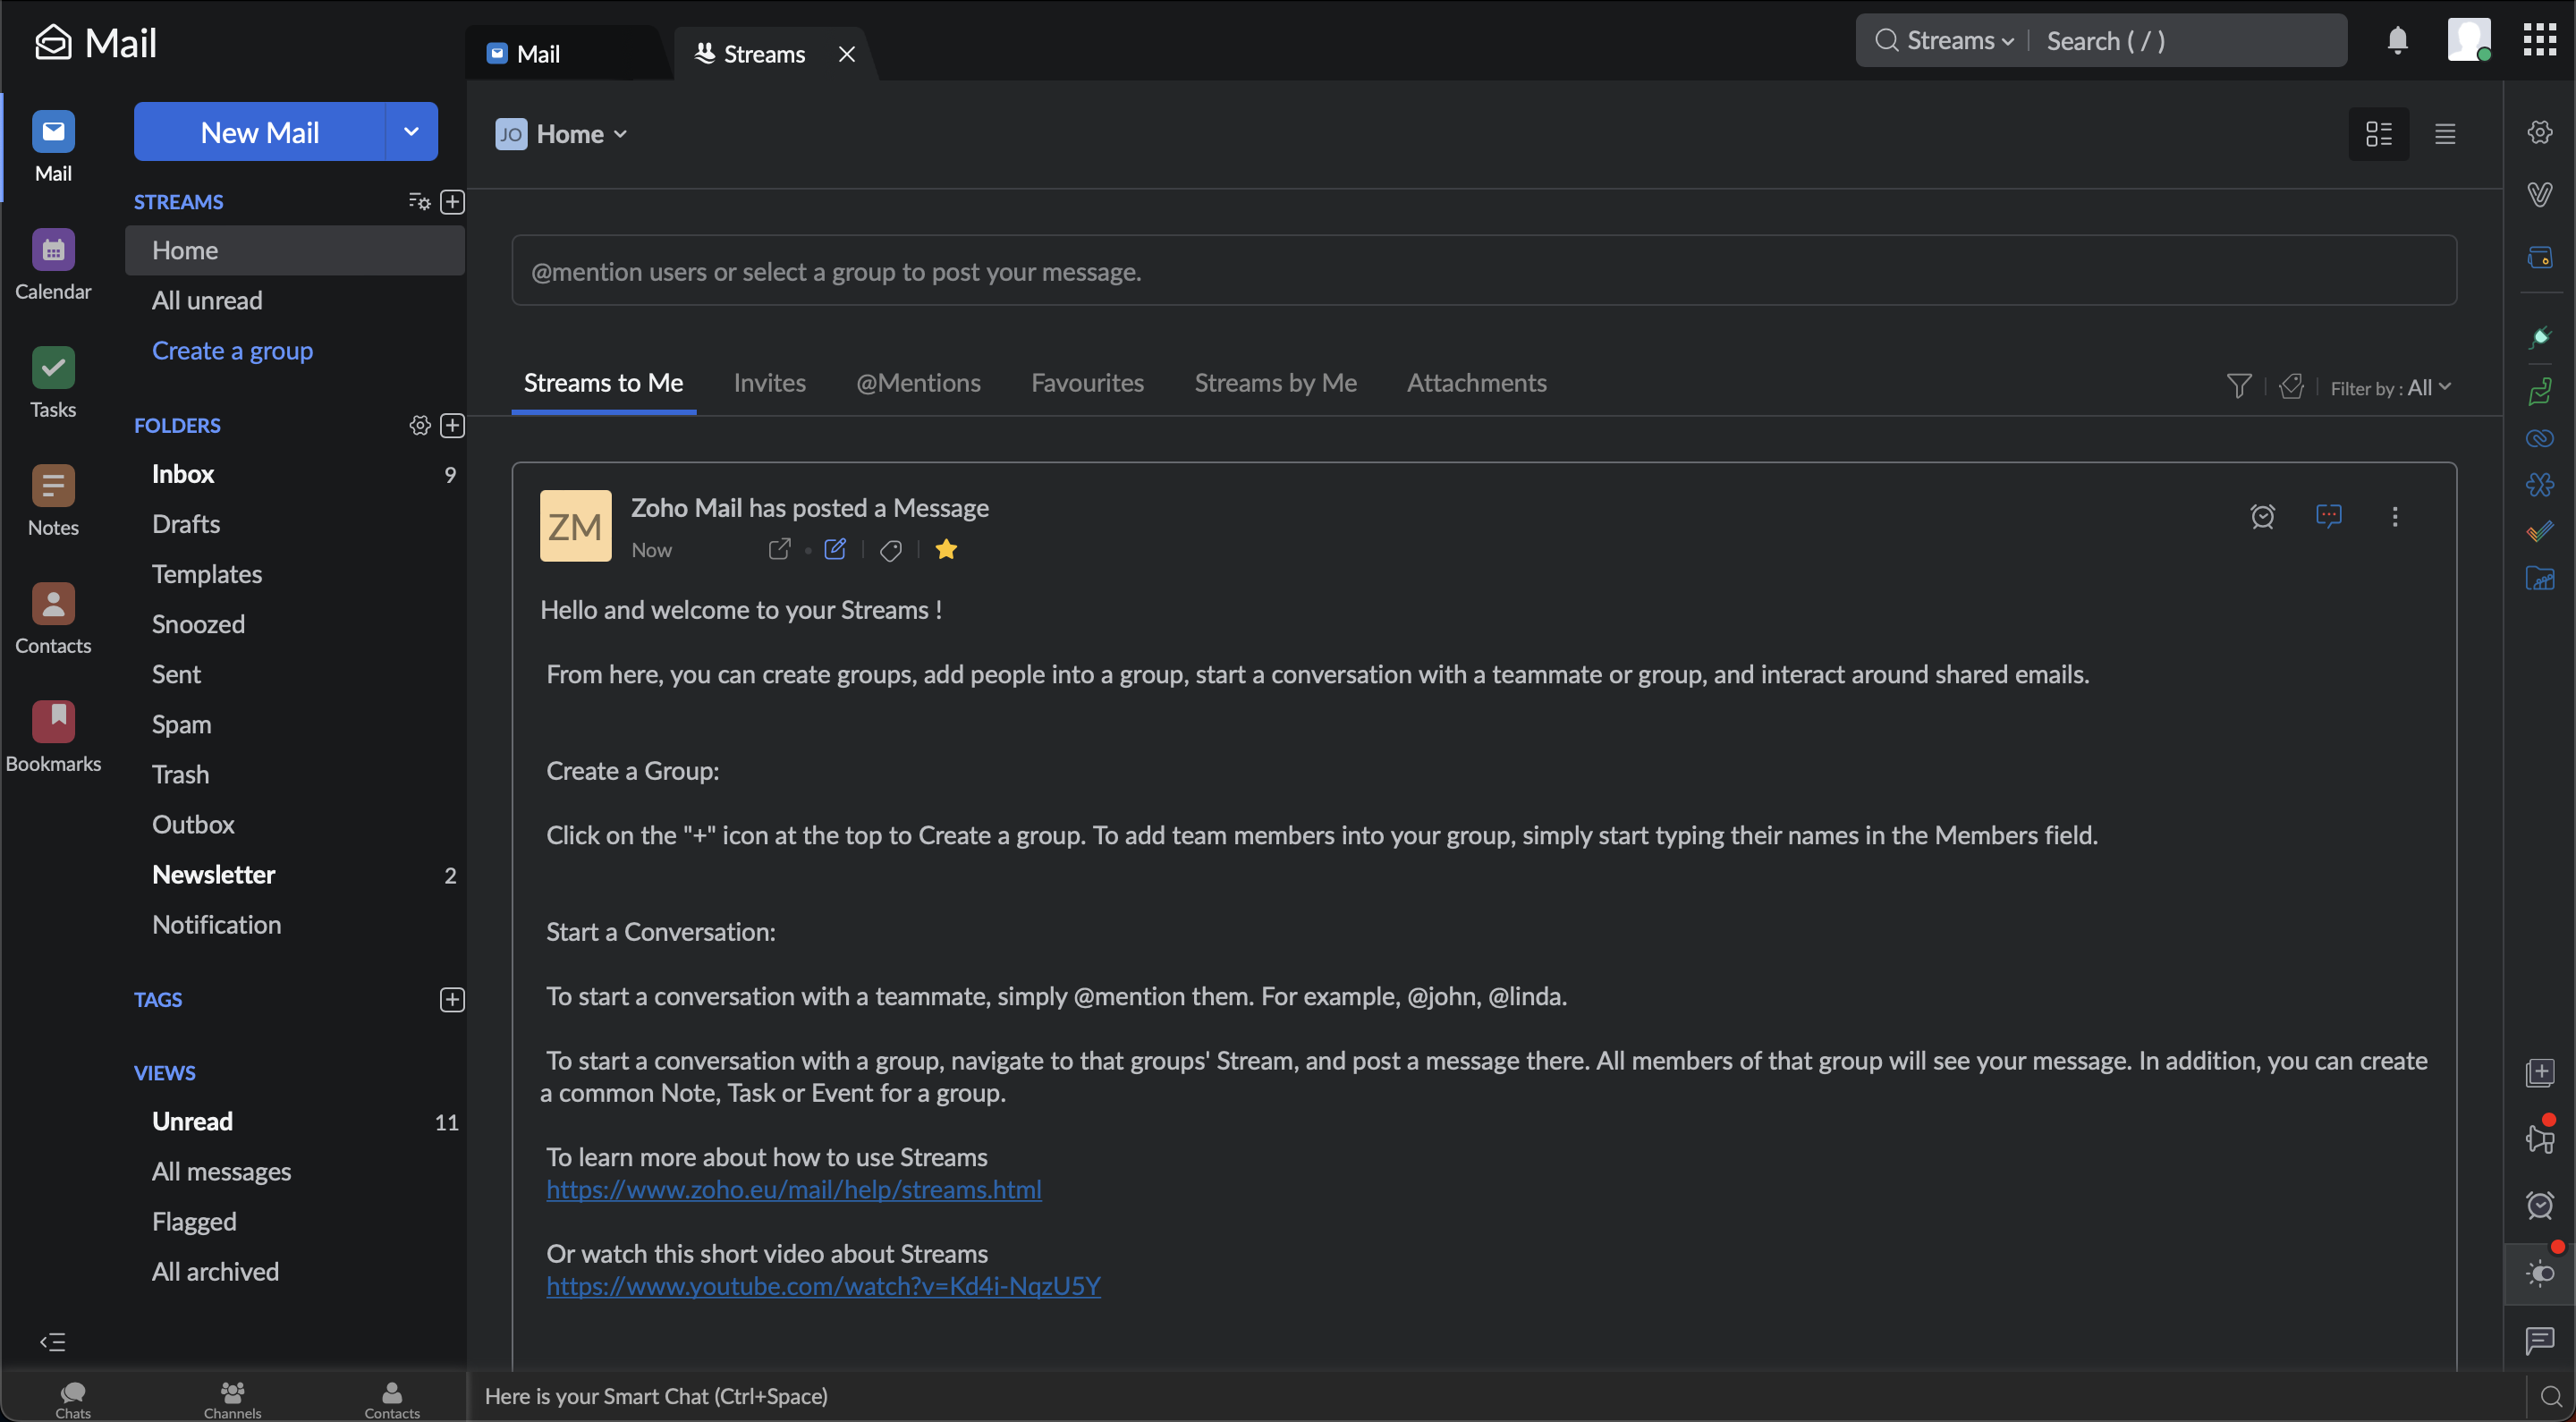 Mail
Mail
Streams
Streams
Search ( / )
Mail
Calendar
Tasks
Notes
Contacts
Bookmarks
New Mail
STREAMS
Home
All unread
Create a group
FOLDERS
Inbox 9
Drafts
Templates
Snoozed
Sent
Spam
Trash
Outbox
Newsletter 2
Notification
TAGS
VIEWS
Unread 11
All messages
Flagged
All archived
JO Home
@mention users or select a group to post your message.
Streams to Me Invites @Mentions Favourites Streams by Me Attachments
Filter by : All
ZM
Zoho Mail has posted a Message
Now
Hello and welcome to your Streams !
From here, you can create groups, add people into a group, start a conversation with a teammate or group, and interact around shared emails.
Create a Group:
Click on the "+" icon at the top to Create a group. To add team members into your group, simply start typing their names in the Members field.
Start a Conversation:
To start a conversation with a teammate, simply @mention them. For example, @john, @linda.
To start a conversation with a group, navigate to that groups' Stream, and post a message there. All members of that group will see your message. In addition, you can create
a common Note, Task or Event for a group.
To learn more about how to use Streams
https://www.zoho.eu/mail/help/streams.html
Or watch this short video about Streams
https://www.youtube.com/watch?v=Kd4i-NqzU5Y
Chats
Channels
Contacts
Here is your Smart Chat (Ctrl+Space)